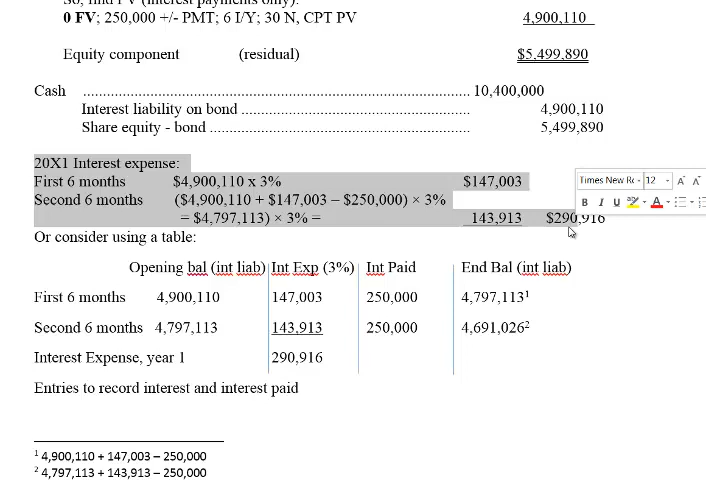 So, find PV (interest payments only):
0 FV; 250,000 +/- PMT; 6 I/Y; 30 N, CPT PV 4,900,110
Equity component (residual) $5,499,890
Cash ................ 10,400,000
Interest liability on bond ................ 4,900,110
Share equity - bond ................ 5,499,890
20X1 Interest expense:
First 6 months $4,900,110 x 3% $147,003
Second 6 months ($4,900,110 + $147,003 – $250,000) × 3%
= $4,797,113) × 3% = 143,913 $290,916
Times New Ro 12 A A
B I U ab A
Or consider using a table:
Opening bal (int liab) Int Exp (3%) Int Paid End Bal (int liab)
First 6 months 4,900,110 147,003 250,000 4,797,113¹
Second 6 months 4,797,113 143,913 250,000 4,691,026²
Interest Expense, year 1 290,916
Entries to record interest and interest paid
¹ 4,900,110 + 147,003 – 250,000
² 4,797,113 + 143,913 – 250,000